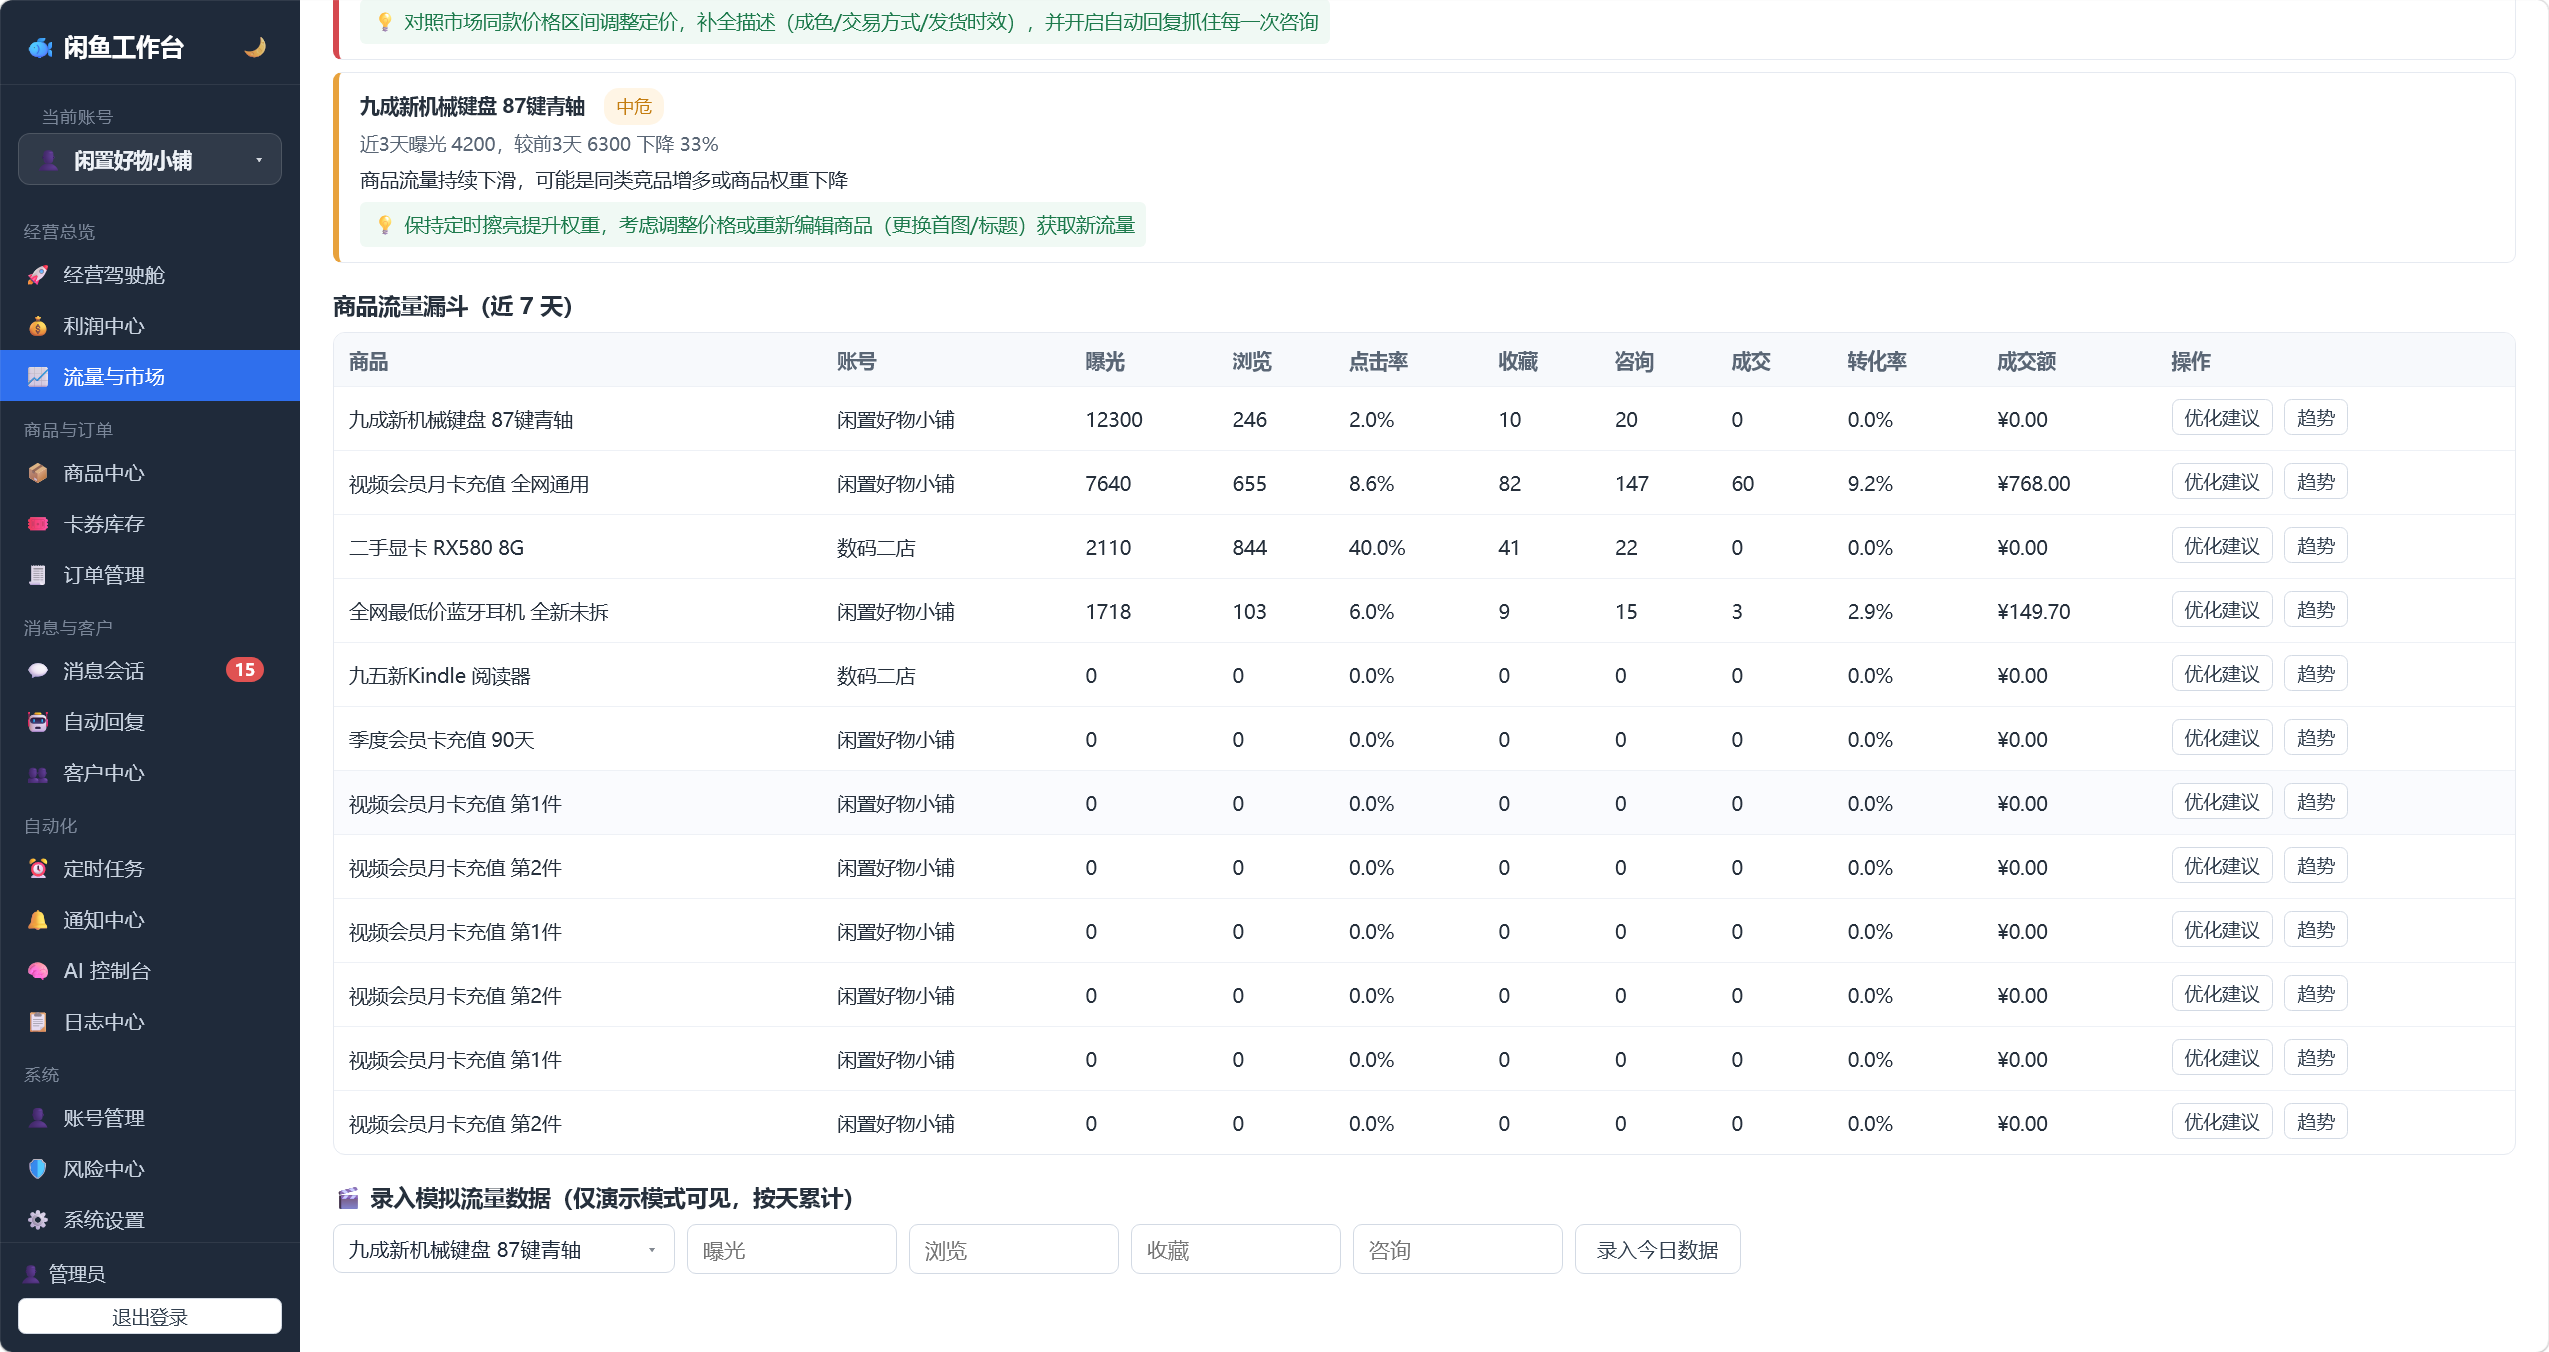 闲鱼工作台
当前账号
闲置好物小铺
经营总览
经营驾驶舱
利润中心
流量与市场
商品与订单
商品中心
卡券库存
订单管理
消息与客户
消息会话 15
自动回复
客户中心
自动化
定时任务
通知中心
AI 控制台
日志中心
系统
账号管理
风险中心
系统设置
管理员
退出登录
对照市场同款价格区间调整定价，补全描述（成色/交易方式/发货时效），并开启自动回复抓住每一次咨询
九成新机械键盘 87键青轴 中危
近3天曝光 4200，较前3天 6300 下降 33%
商品流量持续下滑，可能是同类竞品增多或商品权重下降
保持定时擦亮提升权重，考虑调整价格或重新编辑商品（更换首图/标题）获取新流量
商品流量漏斗（近 7 天）
商品 账号 曝光 浏览 点击率 收藏 咨询 成交 转化率 成交额 操作
九成新机械键盘 87键青轴 闲置好物小铺 12300 246 2.0% 10 20 0 0.0% ¥0.00 优化建议 趋势
视频会员月卡充值 全网通用 闲置好物小铺 7640 655 8.6% 82 147 60 9.2% ¥768.00 优化建议 趋势
二手显卡 RX580 8G 数码二店 2110 844 40.0% 41 22 0 0.0% ¥0.00 优化建议 趋势
全网最低价蓝牙耳机 全新未拆 闲置好物小铺 1718 103 6.0% 9 15 3 2.9% ¥149.70 优化建议 趋势
九五新Kindle 阅读器 数码二店 0 0 0.0% 0 0 0 0.0% ¥0.00 优化建议 趋势
季度会员卡充值 90天 闲置好物小铺 0 0 0.0% 0 0 0 0.0% ¥0.00 优化建议 趋势
视频会员月卡充值 第1件 闲置好物小铺 0 0 0.0% 0 0 0 0.0% ¥0.00 优化建议 趋势
视频会员月卡充值 第2件 闲置好物小铺 0 0 0.0% 0 0 0 0.0% ¥0.00 优化建议 趋势
视频会员月卡充值 第1件 闲置好物小铺 0 0 0.0% 0 0 0 0.0% ¥0.00 优化建议 趋势
视频会员月卡充值 第2件 闲置好物小铺 0 0 0.0% 0 0 0 0.0% ¥0.00 优化建议 趋势
视频会员月卡充值 第1件 闲置好物小铺 0 0 0.0% 0 0 0 0.0% ¥0.00 优化建议 趋势
视频会员月卡充值 第2件 闲置好物小铺 0 0 0.0% 0 0 0 0.0% ¥0.00 优化建议 趋势
录入模拟流量数据（仅演示模式可见，按天累计）
九成新机械键盘 87键青轴 曝光 浏览 收藏 咨询 录入今日数据